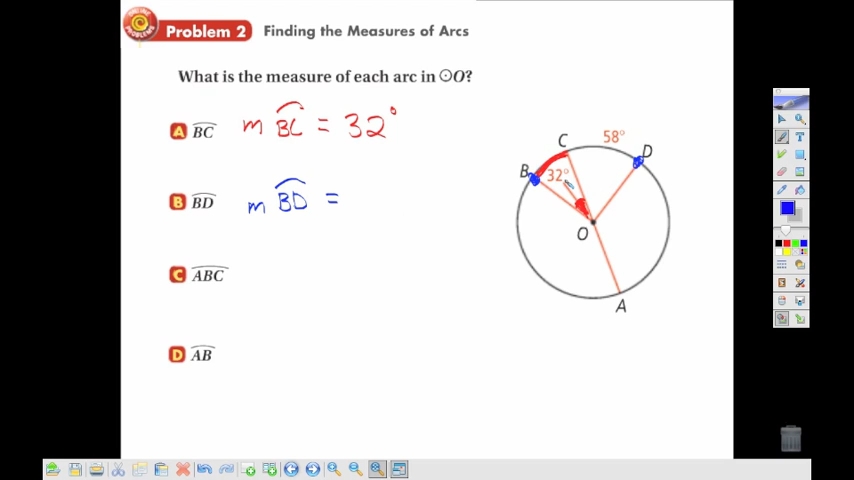 Problem 2 Finding the Measures of Arcs
What is the measure of each arc in ⊙O?
A BC m BC = 32°
B BD m BD =
C ABC
D AB
C 58° D
B 32°
O
A